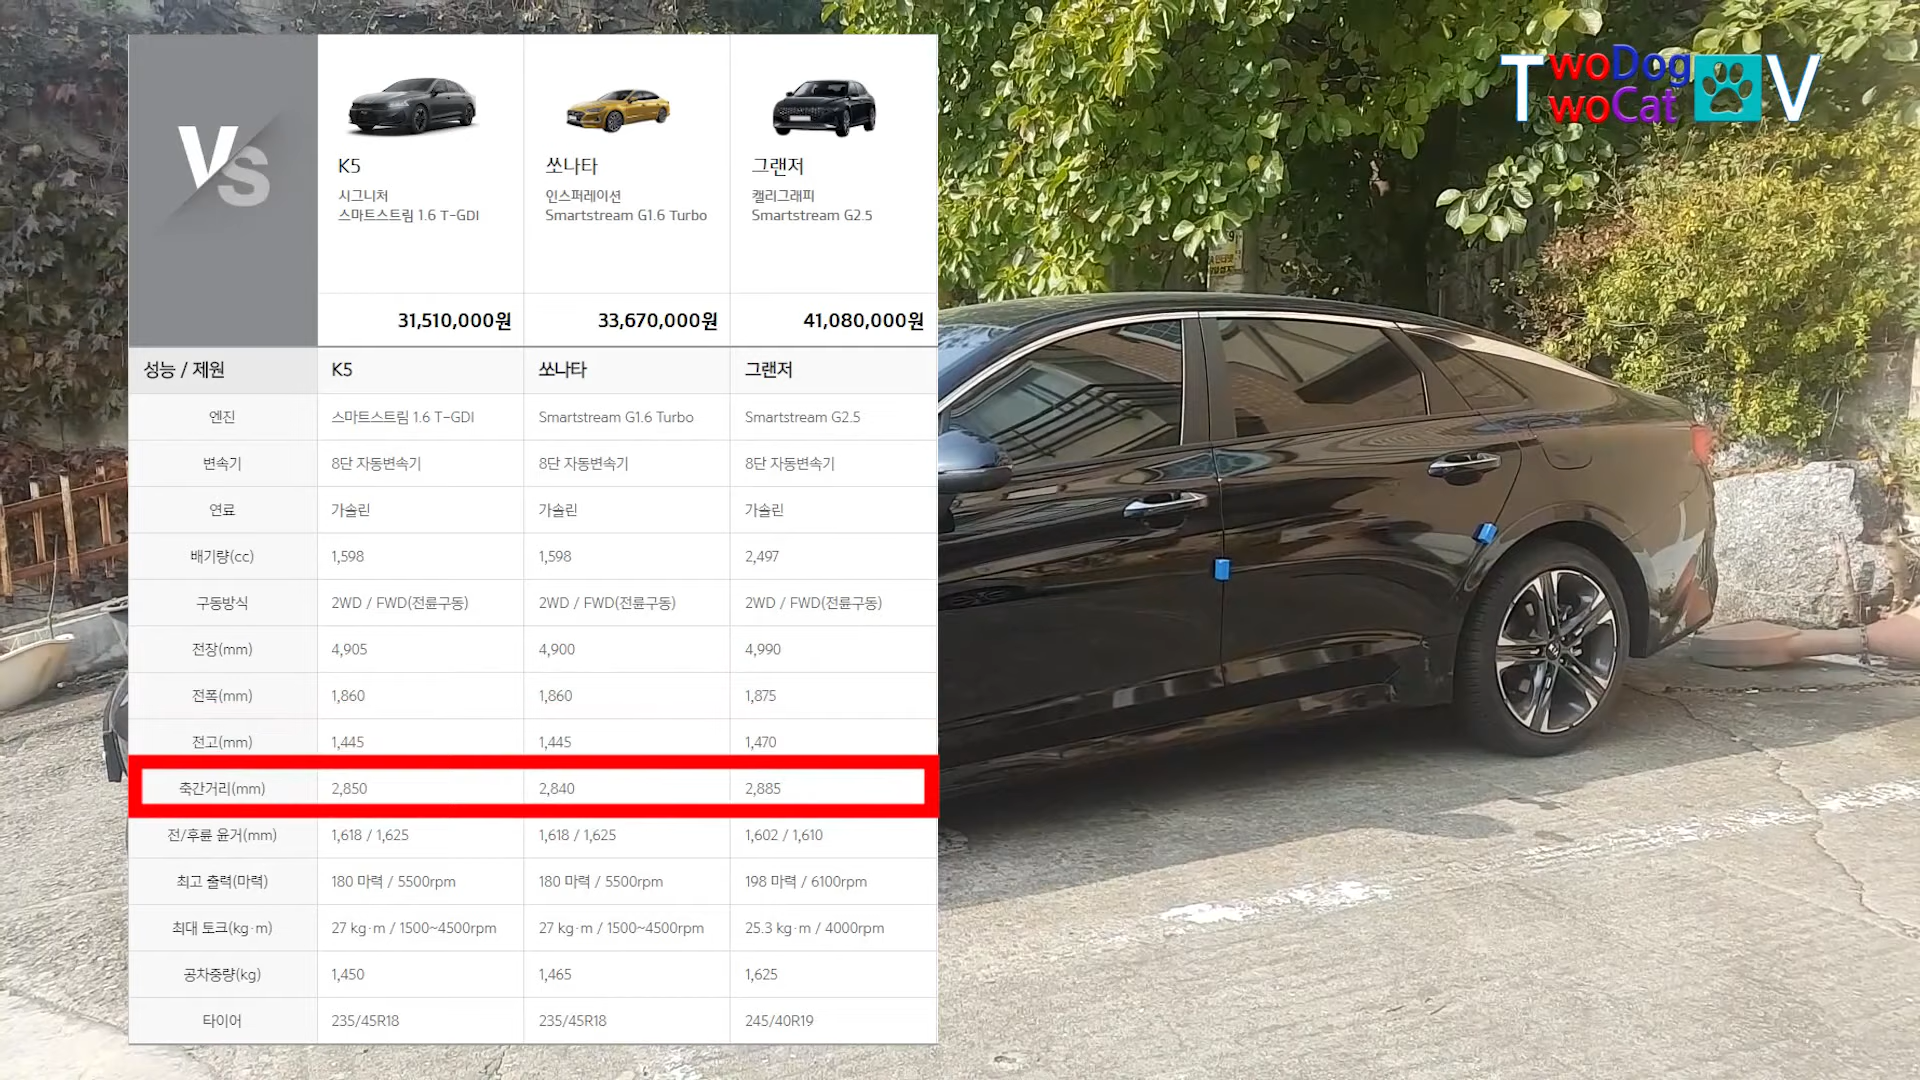 VS
K5
시그니처
스마트스트림 1.6 T-GDI
31,510,000원
쏘나타
인스퍼레이션
Smartstream G1.6 Turbo
33,670,000원
그랜저
캘리그래피
Smartstream G2.5
41,080,000원
성능 / 제원 K5 쏘나타 그랜저
엔진 스마트스트림 1.6 T-GDI Smartstream G1.6 Turbo Smartstream G2.5
변속기 8단 자동변속기 8단 자동변속기 8단 자동변속기
연료 가솔린 가솔린 가솔린
배기량(cc) 1,598 1,598 2,497
구동방식 2WD / FWD(전륜구동) 2WD / FWD(전륜구동) 2WD / FWD(전륜구동)
전장(mm) 4,905 4,900 4,990
전폭(mm) 1,860 1,860 1,875
전고(mm) 1,445 1,445 1,470
축간거리(mm) 2,850 2,840 2,885
전/후륜 윤거(mm) 1,618 / 1,625 1,618 / 1,625 1,602 / 1,610
최고 출력(마력) 180 마력 / 5500rpm 180 마력 / 5500rpm 198 마력 / 6100rpm
최대 토크(kg·m) 27 kg·m / 1500~4500rpm 27 kg·m / 1500~4500rpm 25.3 kg·m / 4000rpm
공차중량(kg) 1,450 1,465 1,625
타이어 235/45R18 235/45R18 245/40R19
TwoDog
TwoCat V